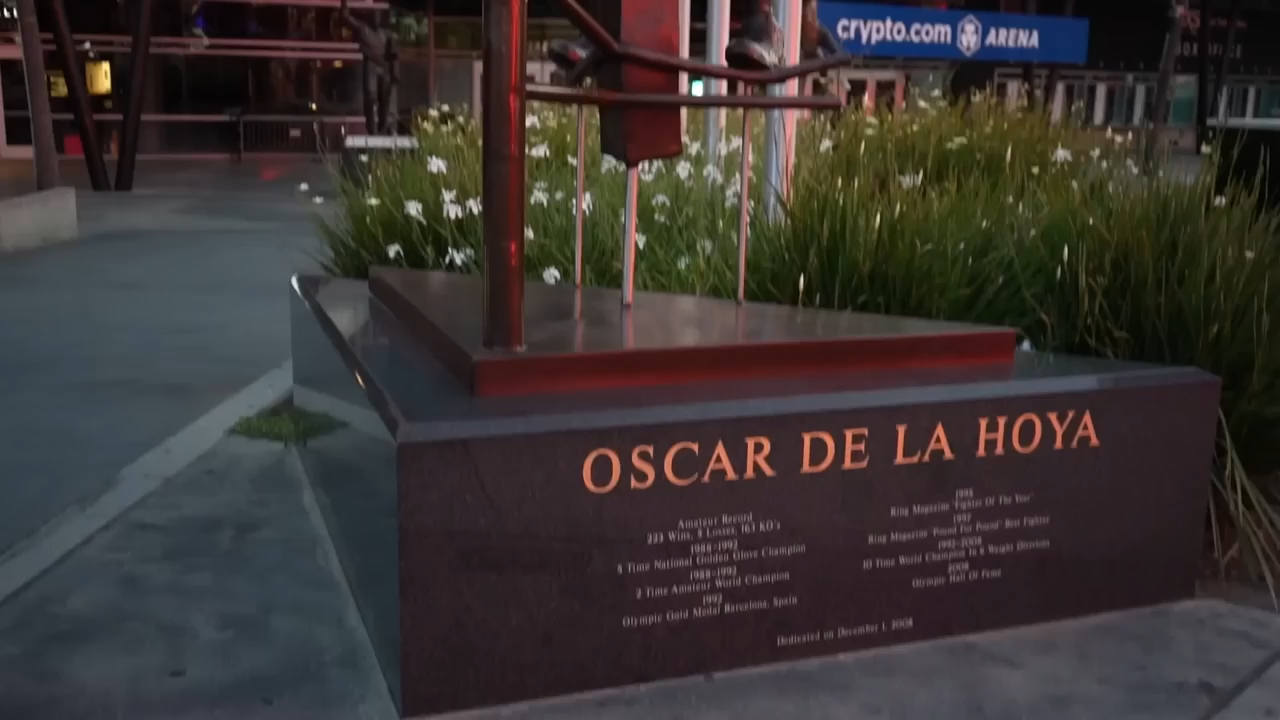 crypto.com ARENA
OSCAR DE LA HOYA
Amateur Record
223 Wins, 5 Losses, 163 KO's
1988-1992
5 Time National Golden Glove Champion
1988-1992
2 Time Amateur World Champion
1992
Olympic Gold Medal Barcelona, Spain
1995
Ring Magazine "Fighter Of The Year"
1997
Ring Magazine "Pound For Pound" Best Fighter
1992-2008
10 Time World Champion In 6 Weight Divisions
2008
Olympic Hall Of Fame
Dedicated on December 1, 2008